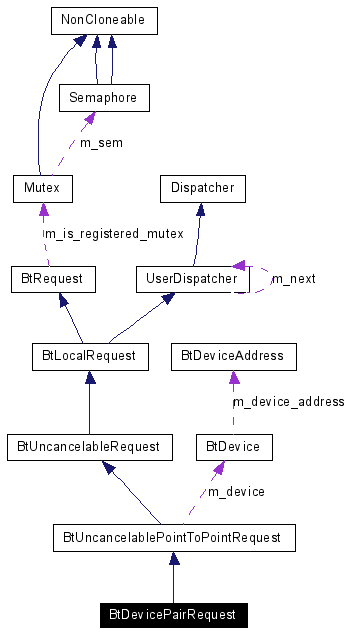 NonCloneable
Semaphore
m_sem
Mutex
Dispatcher
m_is_registered_mutex
BtRequest
UserDispatcher
m_next
BtLocalRequest
BtDeviceAddress
m_device_address
BtUncancelableRequest
BtDevice
m_device
BtUncancelablePointToPointRequest
BtDevicePairRequest